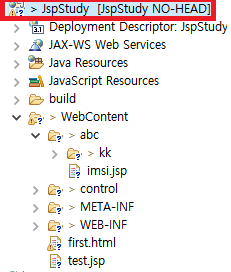 > JspStudy [JspStudy NO-HEAD]
Deployment Descriptor: JspStudy
JAX-WS Web Services
Java Resources
JavaScript Resources
build
> WebContent
> abc
> kk
imsi.jsp
> control
> META-INF
> WEB-INF
first.html
test.jsp